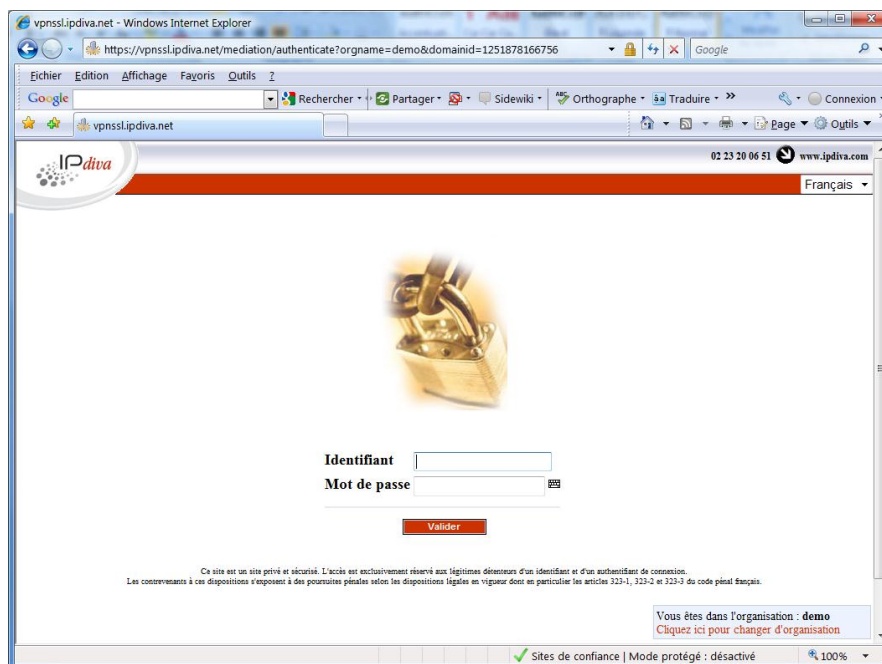 vpnssl.ipdiva.net - Windows Internet Explorer
https://vpnssl.ipdiva.net/mediation/authenticate?orgname=demo&domainid=1251878166756
Google
Fichier Edition Affichage Favoris Outils ?
Google Rechercher Partager Sidewiki ABC Orthographe Traduire » Connexion
vpnssl.ipdiva.net Page Outils
IPdiva
02 23 20 06 51 www.ipdiva.com
Français
Identifiant
Mot de passe
Valider
Ce site est un site privé et sécurisé. L'accès est exclusivement réservé aux légitimes détenteurs d'un identifiant et d'un authentifiant de connexion.
Les contrevenants à ces dispositions s'exposent à des poursuites pénales selon les dispositions légales en vigueur dont en particulier les articles 323-1, 323-2 et 323-3 du code pénal français.
Vous êtes dans l'organisation : demo
Cliquez ici pour changer d'organisation
Sites de confiance | Mode protégé : désactivé 100%